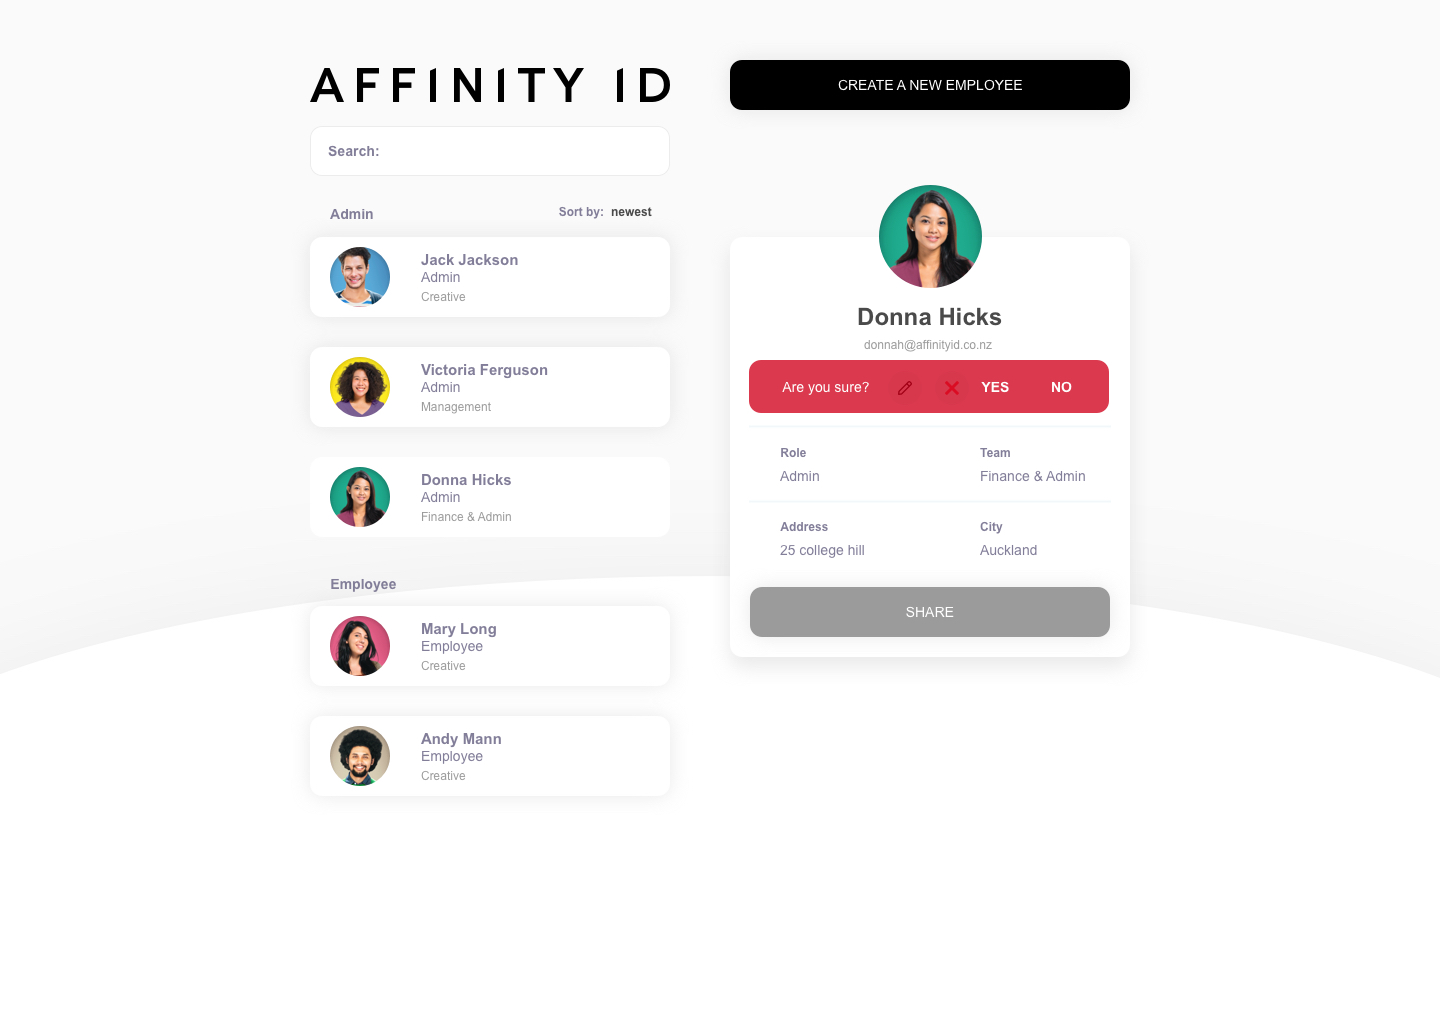 AFFINITY ID
CREATE A NEW EMPLOYEE
Search:
Admin
Sort by: newest
Jack Jackson
Admin
Creative
Victoria Ferguson
Admin
Management
Donna Hicks
Admin
Finance & Admin
Employee
Mary Long
Employee
Creative
Andy Mann
Employee
Creative
Donna Hicks
donnah@affinityid.co.nz
Are you sure? YES NO
Role
Admin
Team
Finance & Admin
Address
25 college hill
City
Auckland
SHARE